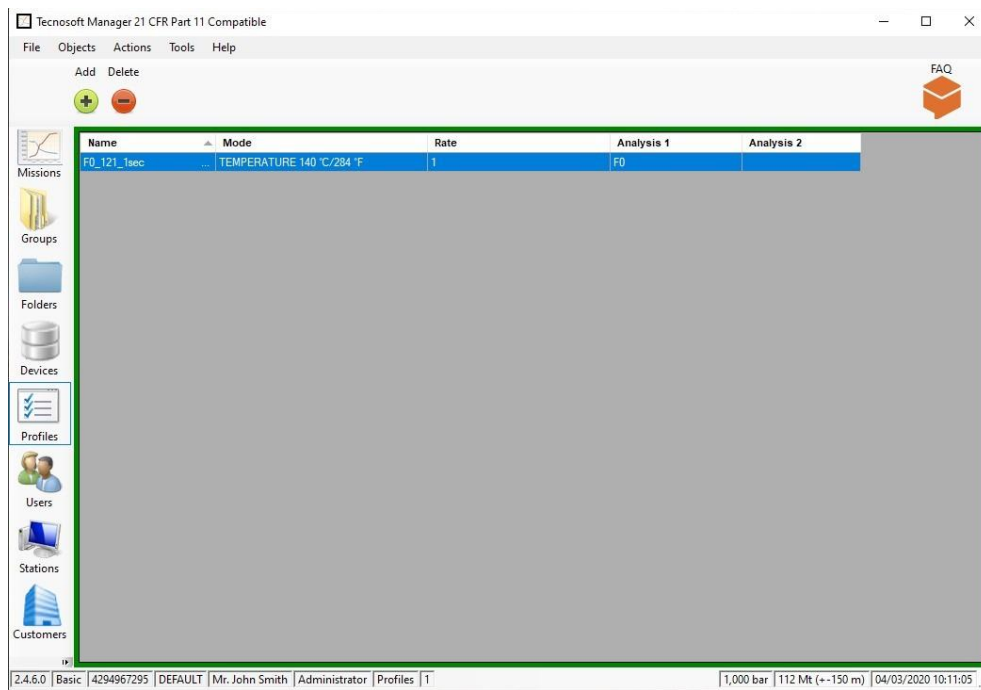 Tecnosoft Manager 21 CFR Part 11 Compatible
File Objects Actions Tools Help
Add Delete
FAQ
Name Mode Rate Analysis 1 Analysis 2
F0_121_1sec ... TEMPERATURE 140 °C/284 °F 1 F0
Missions
Groups
Folders
Devices
Profiles
Users
Stations
Customers
2.4.6.0 Basic 4294967295 DEFAULT Mr. John Smith Administrator Profiles 1 1,000 bar 112 Mt (+-150 m) 04/03/2020 10:11:05